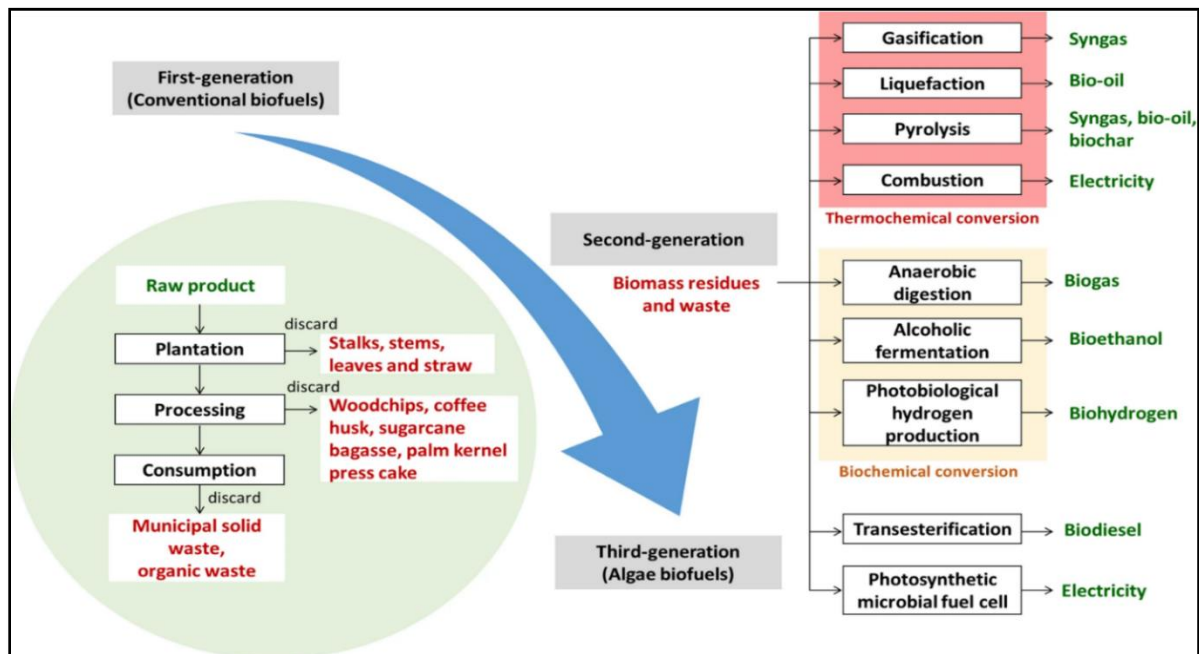 First-generation
(Conventional biofuels)
Raw product
discard
Plantation
Stalks, stems,
leaves and straw
discard
Processing
Woodchips, coffee
husk, sugarcane
bagasse, palm kernel
press cake
Consumption
discard
Municipal solid
waste,
organic waste
Second-generation
Biomass residues
and waste
Third-generation
(Algae biofuels)
Gasification
Syngas
Liquefaction
Bio-oil
Pyrolysis
Syngas, bio-oil,
biochar
Combustion
Electricity
Thermochemical conversion
Anaerobic
digestion
Biogas
Alcoholic
fermentation
Bioethanol
Photobiological
hydrogen
production
Biohydrogen
Biochemical conversion
Transesterification
Biodiesel
Photosynthetic
microbial fuel cell
Electricity